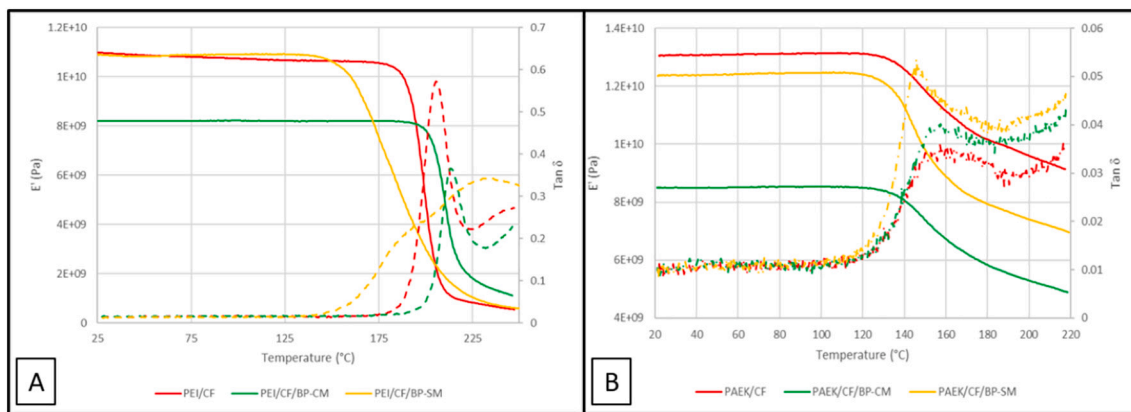 1.2E+10
1E+10
8E+09
6E+09
4E+09
2E+09
0
E' (Pa)
0.7
0.6
0.5
0.4
0.3
0.2
0.1
0
Tan δ
25 75 125 175 225
Temperature (°C)
A
PEI/CF PEI/CF/BP-CM PEI/CF/BP-SM
1.4E+10
1.2E+10
1E+10
8E+09
6E+09
4E+09
E' (Pa)
0.06
0.05
0.04
0.03
0.02
0.01
0
Tan δ
20 40 60 80 100 120 140 160 180 200 220
Temperature (°C)
B
PAEK/CF PAEK/CF/BP-CM PAEK/CF/BP-SM